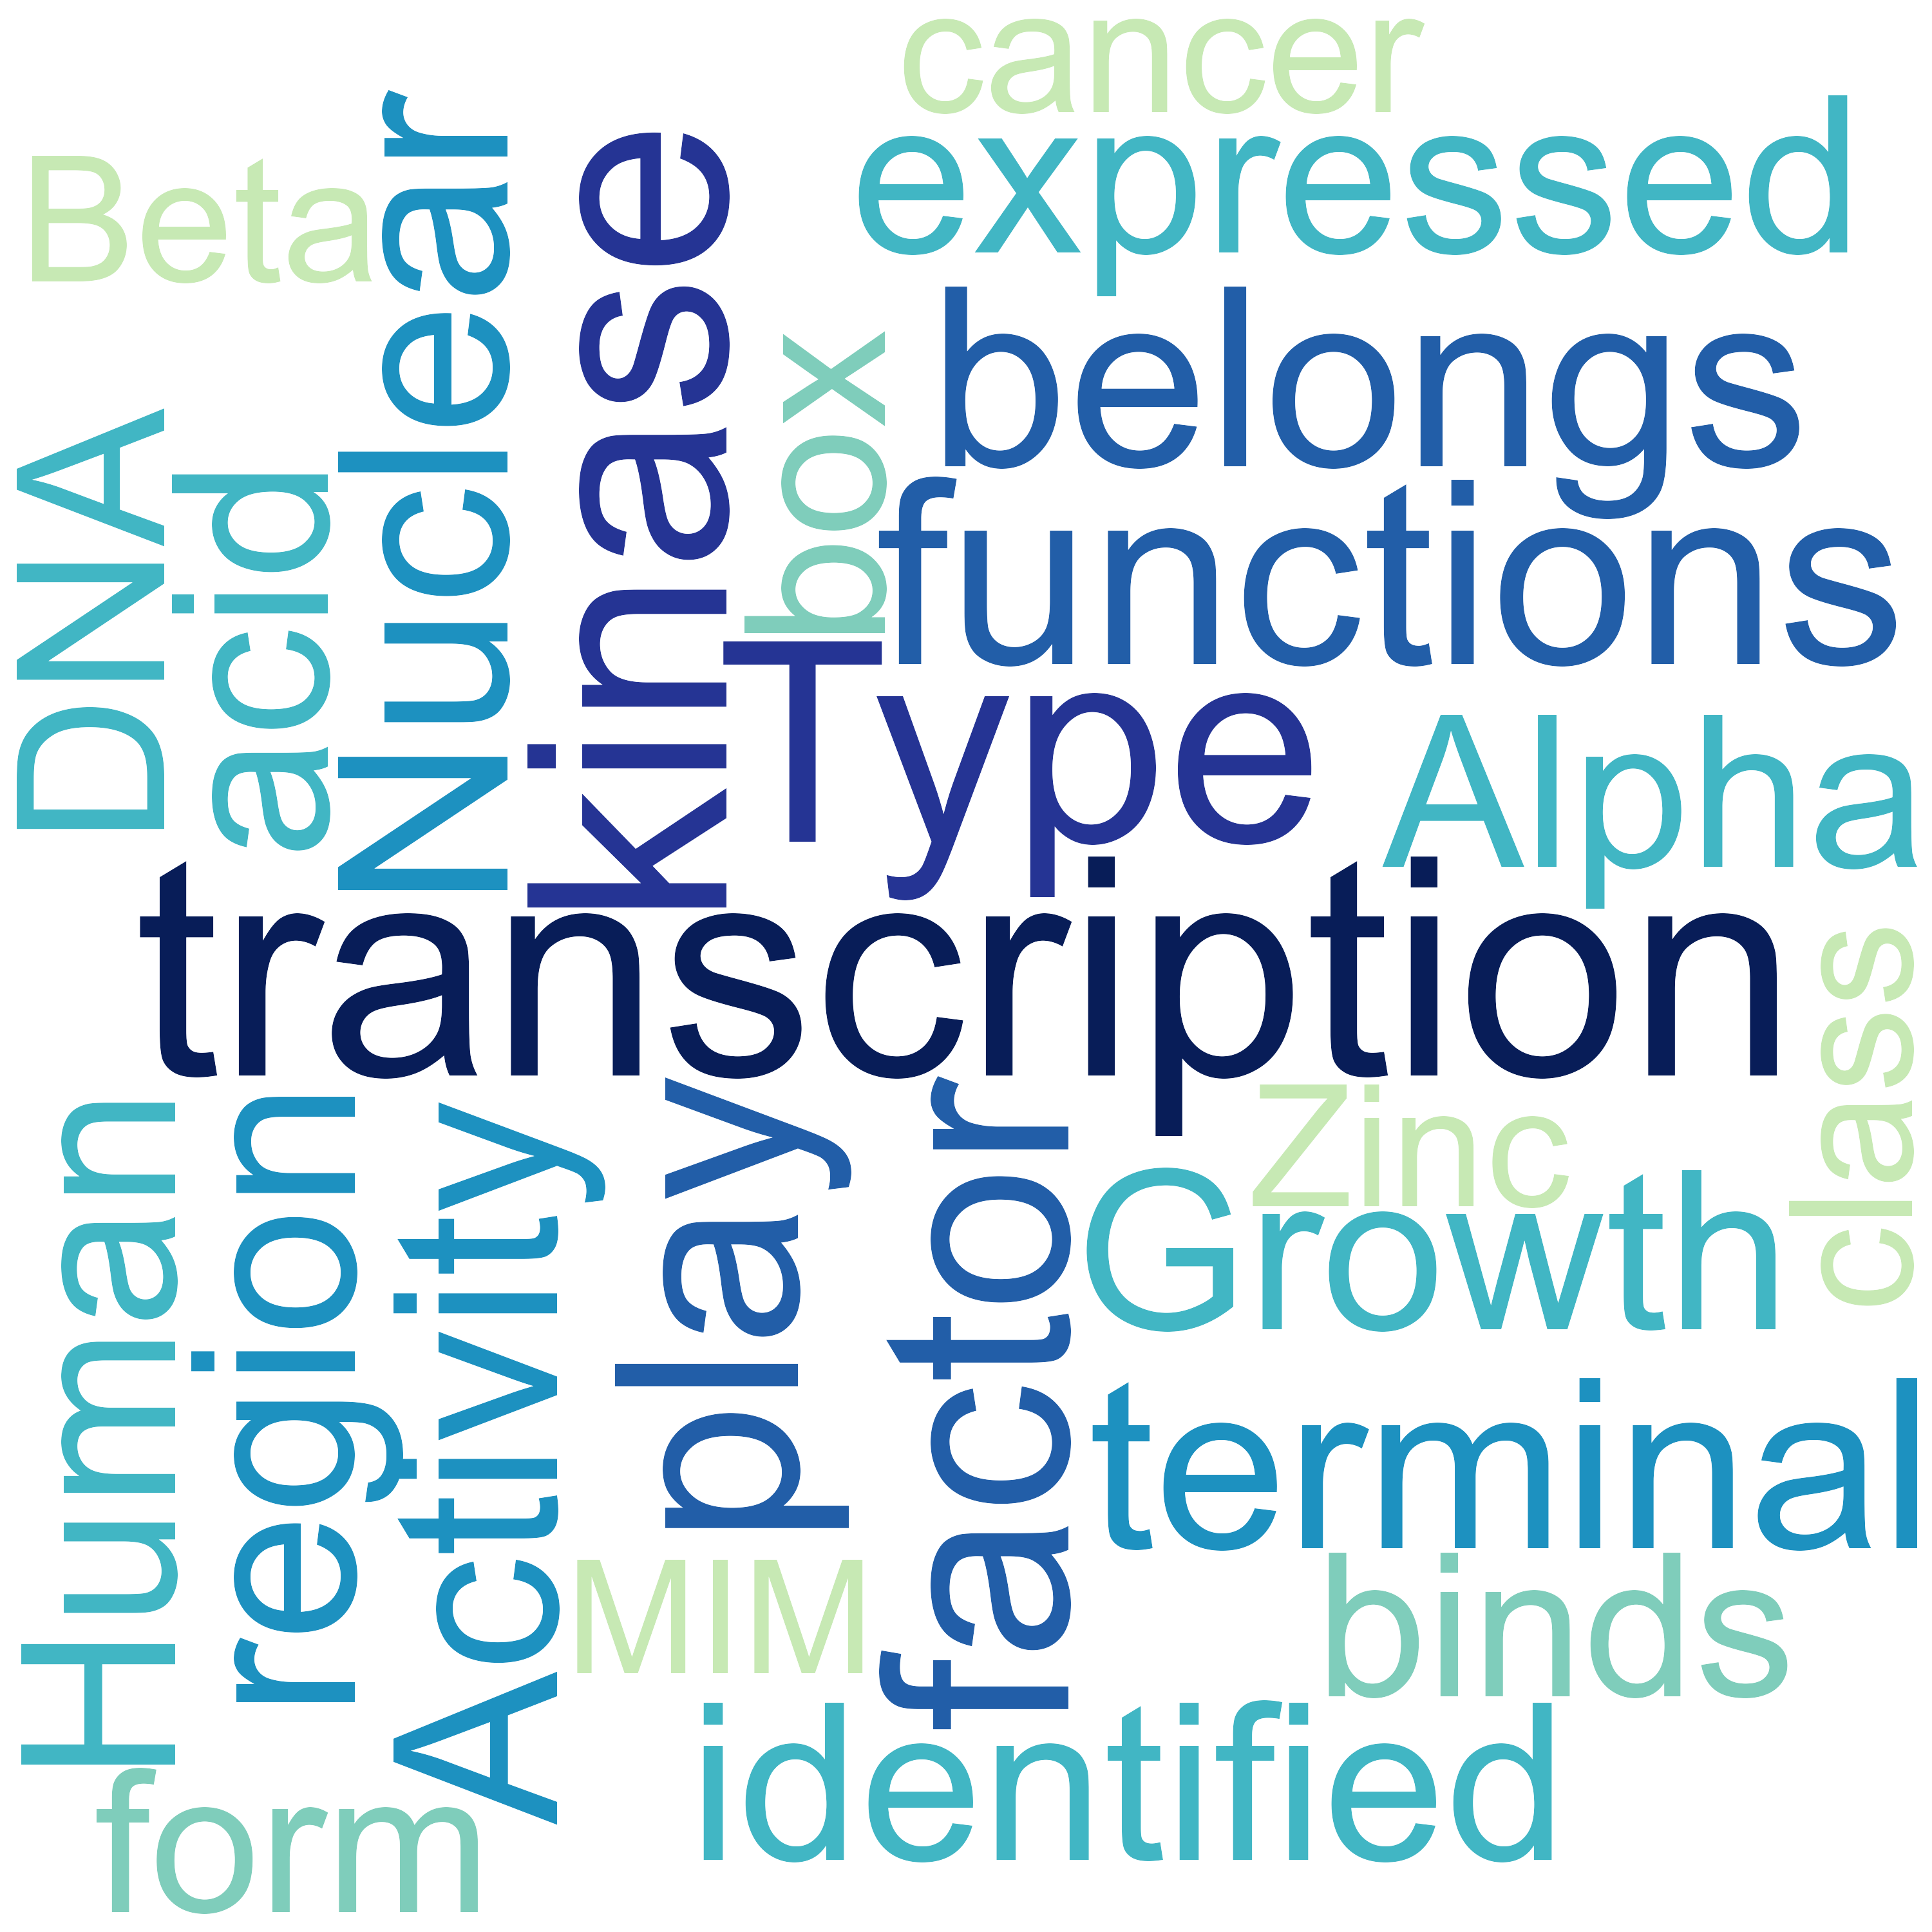 cancer
expressed
Beta
Nuclear
kinase
box
belongs
functions
DNA
acid
Type
Alpha
transcription
class
Zinc
Growth
Human
region
Activity
play
factor
terminal
MIM
binds
identified
form